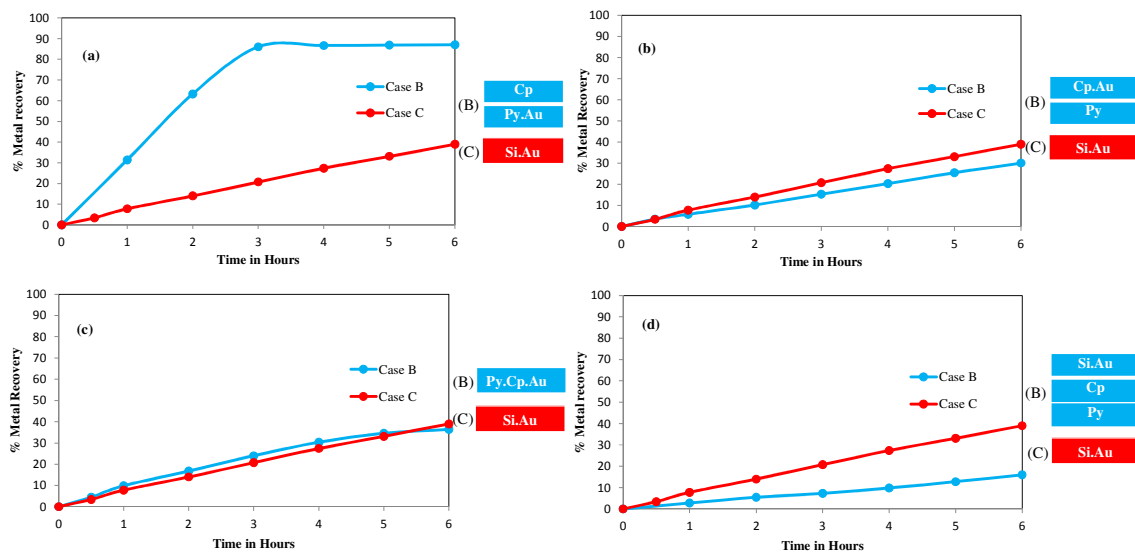 100
90
80
70
60
50
40
30
20
10
0
% Metal recovery
(a)
Case B
Case C
(B)
Cp
Py.Au
(C)
Si.Au
0 1 2 3 4 5 6
Time in Hours
100
90
80
70
60
50
40
30
20
10
0
% Metal Recovery
(b)
Case B
Case C
(B)
Cp.Au
Py
(C)
Si.Au
0 1 2 3 4 5 6
Time in Hours
100
90
80
70
60
50
40
30
20
10
0
% Metal Recovery
(c)
Case B
Case C
(B)
Py.Cp.Au
(C)
Si.Au
0 1 2 3 4 5 6
Time in Hours
100
90
80
70
60
50
40
30
20
10
0
% Metal recovery
(d)
Case B
Case C
(B)
Si.Au
Cp
Py
(C)
Si.Au
0 1 2 3 4 5 6
Time in Hours